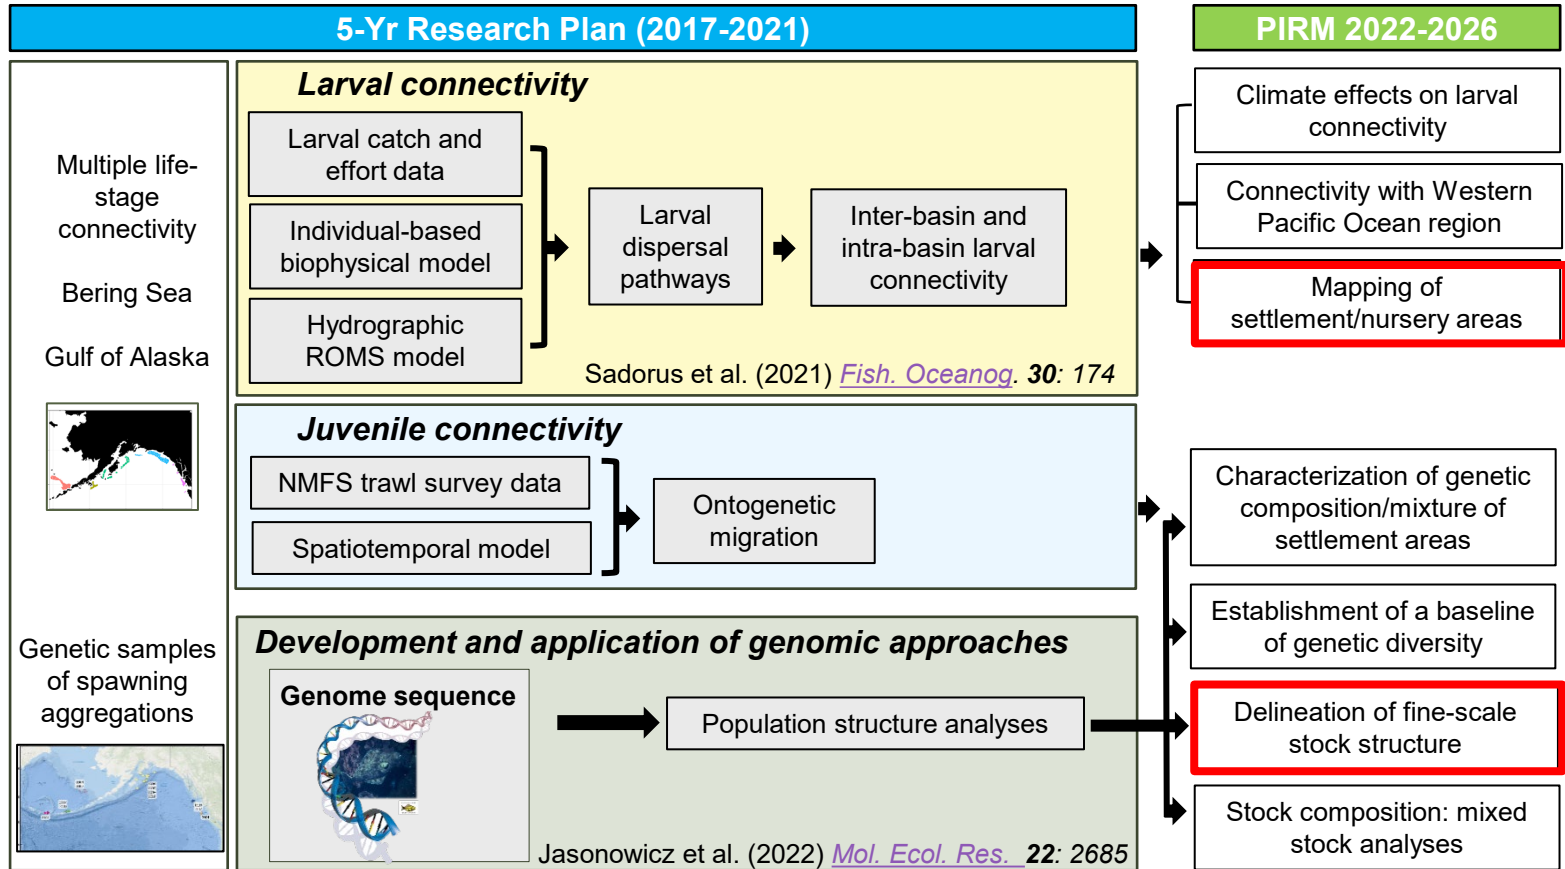 5-Yr Research Plan (2017-2021)
PIRM 2022-2026
Multiple life-
stage
connectivity
Bering Sea
Gulf of Alaska
Genetic samples
of spawning
aggregations
Larval connectivity
Larval catch and
effort data
Individual-based
biophysical model
Hydrographic
ROMS model
Larval
dispersal
pathways
Inter-basin and
intra-basin larval
connectivity
Sadorus et al. (2021) Fish. Oceanog. 30: 174
Juvenile connectivity
NMFS trawl survey data
Spatiotemporal model
Ontogenetic
migration
Development and application of genomic approaches
Genome sequence
Population structure analyses
Jasonowicz et al. (2022) Mol. Ecol. Res. 22: 2685
Climate effects on larval
connectivity
Connectivity with Western
Pacific Ocean region
Mapping of
settlement/nursery areas
Characterization of genetic
composition/mixture of
settlement areas
Establishment of a baseline
of genetic diversity
Delineation of fine-scale
stock structure
Stock composition: mixed
stock analyses